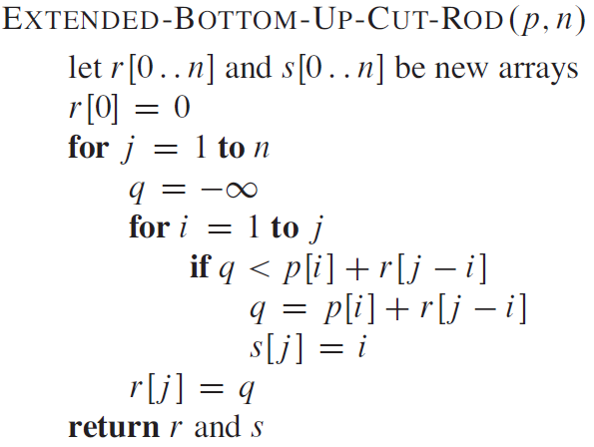 EXTENDED-BOTTOM-UP-CUT-ROD(p, n)
let r[0..n] and s[0..n] be new arrays
r[0] = 0
for j = 1 to n
q = −∞
for i = 1 to j
if q < p[i] + r[j − i]
q = p[i] + r[j − i]
s[j] = i
r[j] = q
return r and s